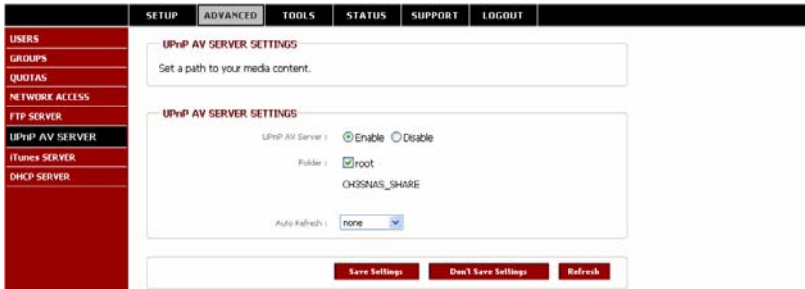 SETUP ADVANCED TOOLS STATUS SUPPORT LOGOUT
USERS
GROUPS
QUOTAS
NETWORK ACCESS
FTP SERVER
UPnP AV SERVER
iTunes SERVER
DHCP SERVER
UPnP AV SERVER SETTINGS
Set a path to your media content.
UPnP AV SERVER SETTINGS
UPnP AV Server : Enable Disable
Folder : root
CH3SNAS_SHARE
Auto Refresh : none
Save Settings Don't Save Settings Refresh